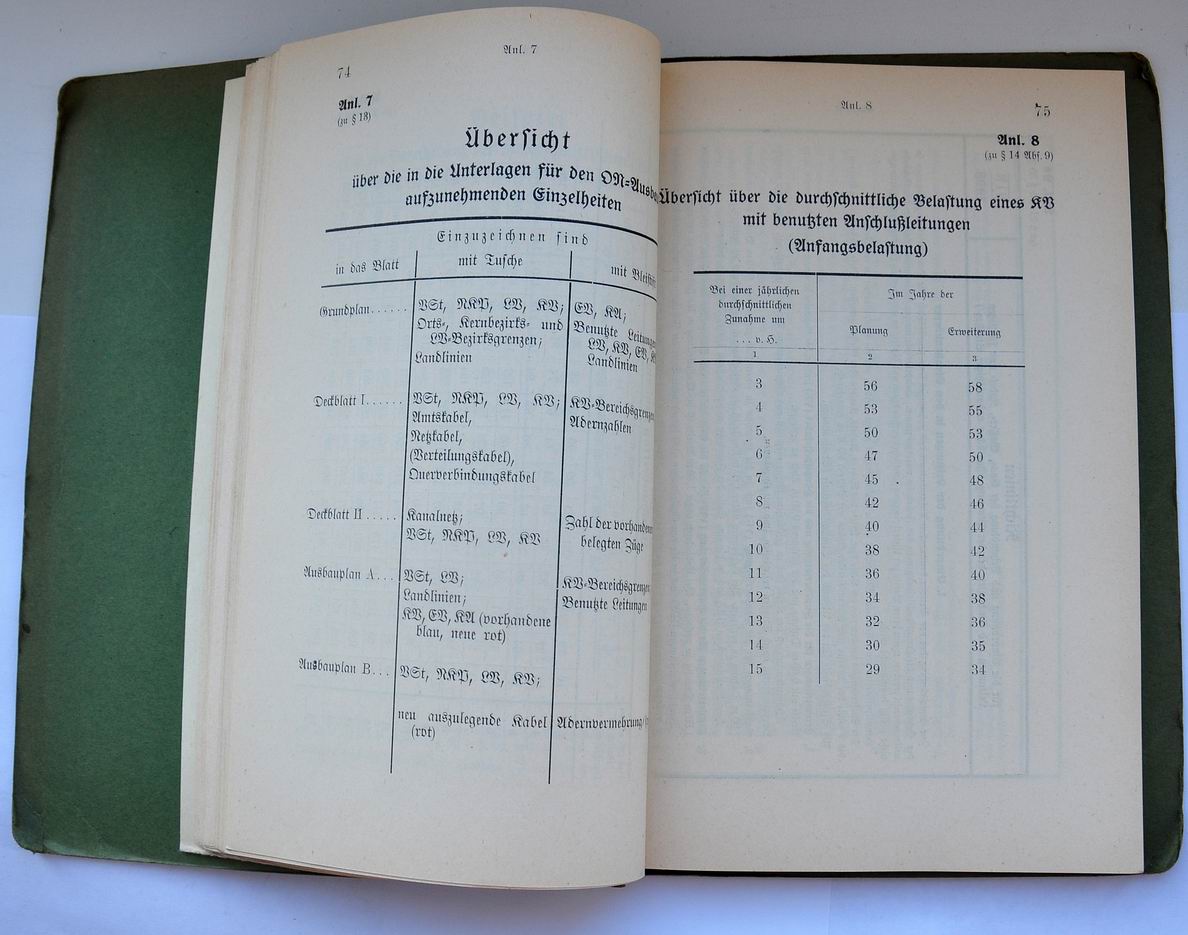 Anl. 7
74
Anl. 7
(zu § 13)
Überſicht
über die in die Unterlagen für den ON=Ausba
aufzunehmenden Einzelheiten
Einzuzeichnen ſind
in das Blatt
mit Tuſche
mit Bleiſtift
Grundplan......
VSt, NKP, LV, KV;
Orts=, Kernbezirks= und
LV=Bezirksgrenzen;
Landlinien
EV, KA;
Benutzte Leitungen
LV, KV, EV,
Landlinien
Deckblatt I......
VSt, NKP, LV, KV;
Amtskabel,
Netzkabel,
(Verteilungskabel),
Querverbindungskabel
KV=Bereichsgrenzen
Adernzahlen
Deckblatt II.....
Kanalnetz;
VSt, NKP, LV, KV
Zahl der vorhandenen
belegten Züge
Ausbauplan A...
VSt, LV;
Landlinien;
KV, EV, KA (vorhandene
blau, neue rot)
KV=Bereichsgrenzen
Benutzte Leitungen
Ausbauplan B...
VSt, NKP, LV, KV;
neu auszulegende Kabel
(rot)
Adernvermehrung
Anl. 8
75
Anl. 8
(zu § 14 Abſ. 9)
Überſicht über die durchſchnittliche Belaſtung eines KV
mit benutzten Anſchlußleitungen
(Anfangsbelaſtung)
Bei einer jährlichen
durchſchnittlichen
Zunahme um
... v. H.
Im Jahre der
Planung
Erweiterung
1 2 3
3 56 58
4 53 55
5 50 53
6 47 50
7 45 48
8 42 46
9 40 44
10 38 42
11 36 40
12 34 38
13 32 36
14 30 35
15 29 34